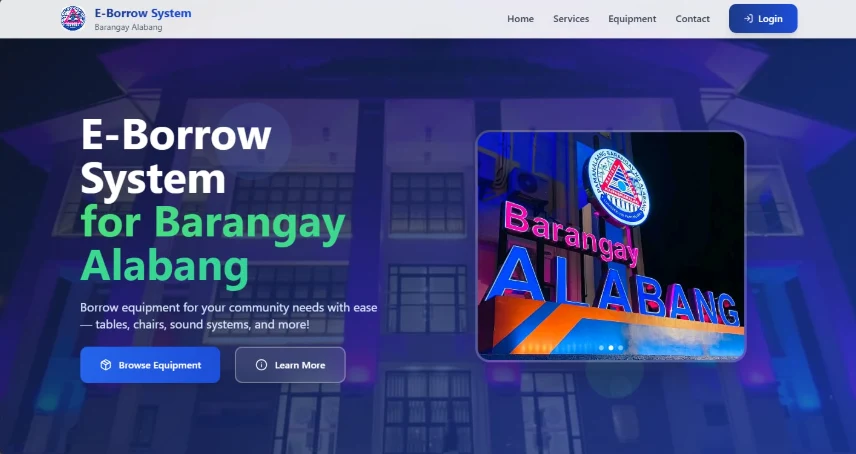 E-Borrow System
Barangay Alabang
Home Services Equipment Contact Login
E-Borrow
System
for Barangay
Alabang
Borrow equipment for your community needs with ease
— tables, chairs, sound systems, and more!
Browse Equipment Learn More
Barangay
ALABANG